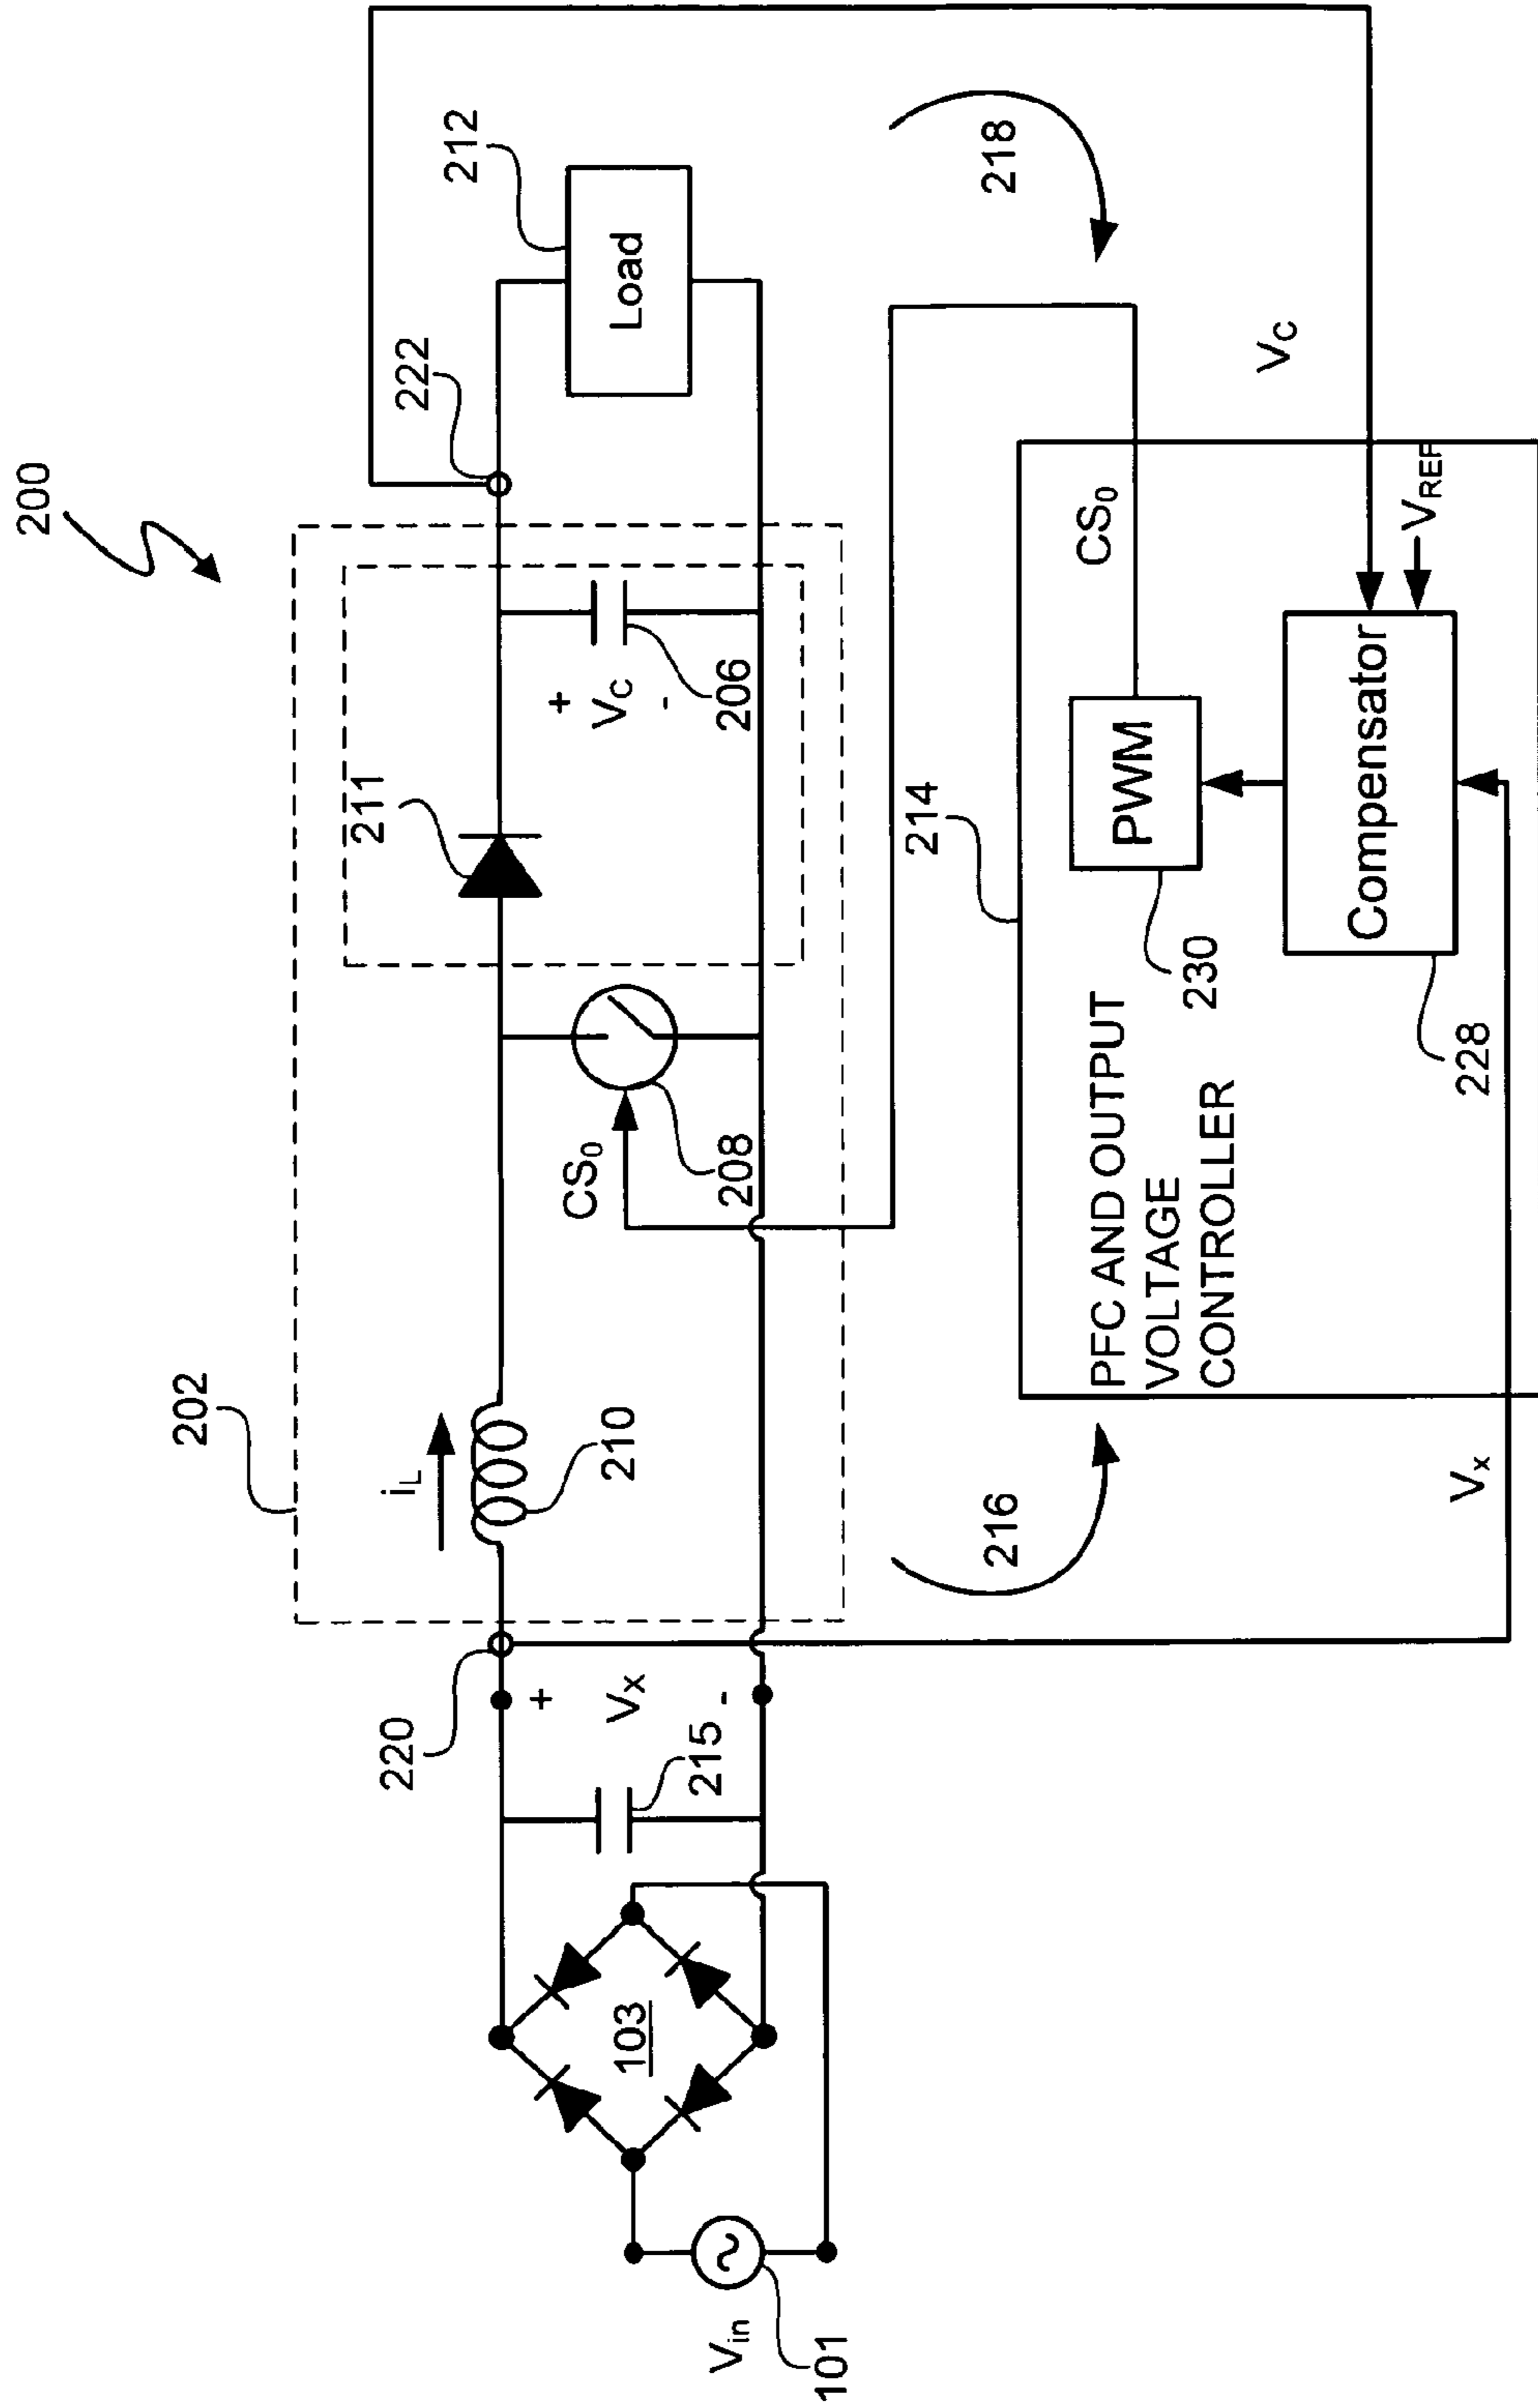 200
202
211
222
212
Load
iL
210
220
+
Vx
-
215
103
Vin
101
CS0
208
+
Vc
-
206
216
218
214
PFC AND OUTPUT
VOLTAGE
CONTROLLER
PWM
230
CS0
Compensator
228
VREF
Vc
Vx